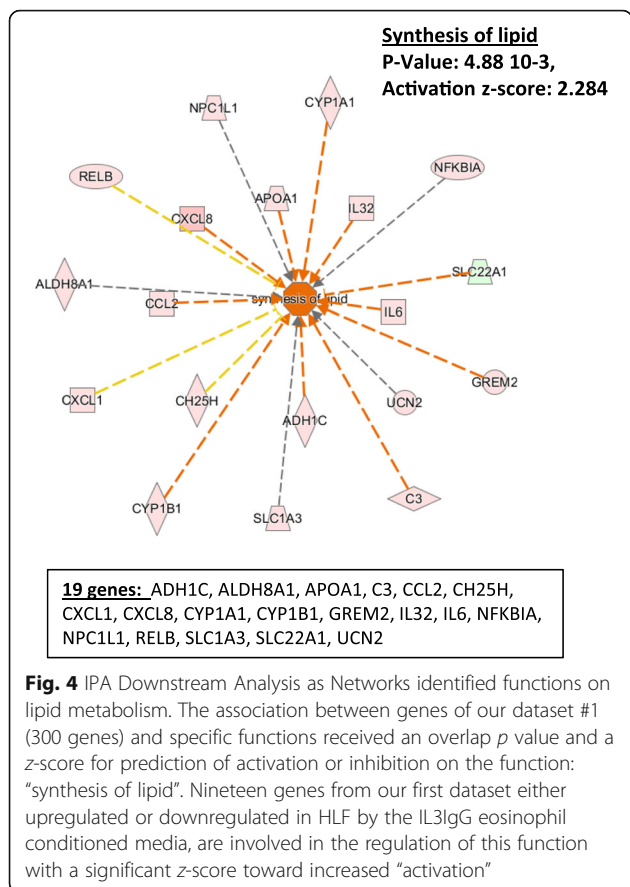 Synthesis of lipid
P-Value: 4.88 10-3,
Activation z-score: 2.284
NPC1L1
CYP1A1
RELB
NFKBIA
APOA1
IL32
CXCL8
SLC22A1
ALDH8A1
CCL2
synthesis of lipid
IL6
GREM2
CXCL1
CH25H
UCN2
ADH1C
CYP1B1
SLC1A3
C3
19 genes: ADH1C, ALDH8A1, APOA1, C3, CCL2, CH25H,
CXCL1, CXCL8, CYP1A1, CYP1B1, GREM2, IL32, IL6, NFKBIA,
NPC1L1, RELB, SLC1A3, SLC22A1, UCN2
Fig. 4 IPA Downstream Analysis as Networks identified functions on
lipid metabolism. The association between genes of our dataset #1
(300 genes) and specific functions received an overlap p value and a
z-score for prediction of activation or inhibition on the function:
“synthesis of lipid”. Nineteen genes from our first dataset either
upregulated or downregulated in HLF by the IL3IgG eosinophil
conditioned media, are involved in the regulation of this function
with a significant z-score toward increased “activation”